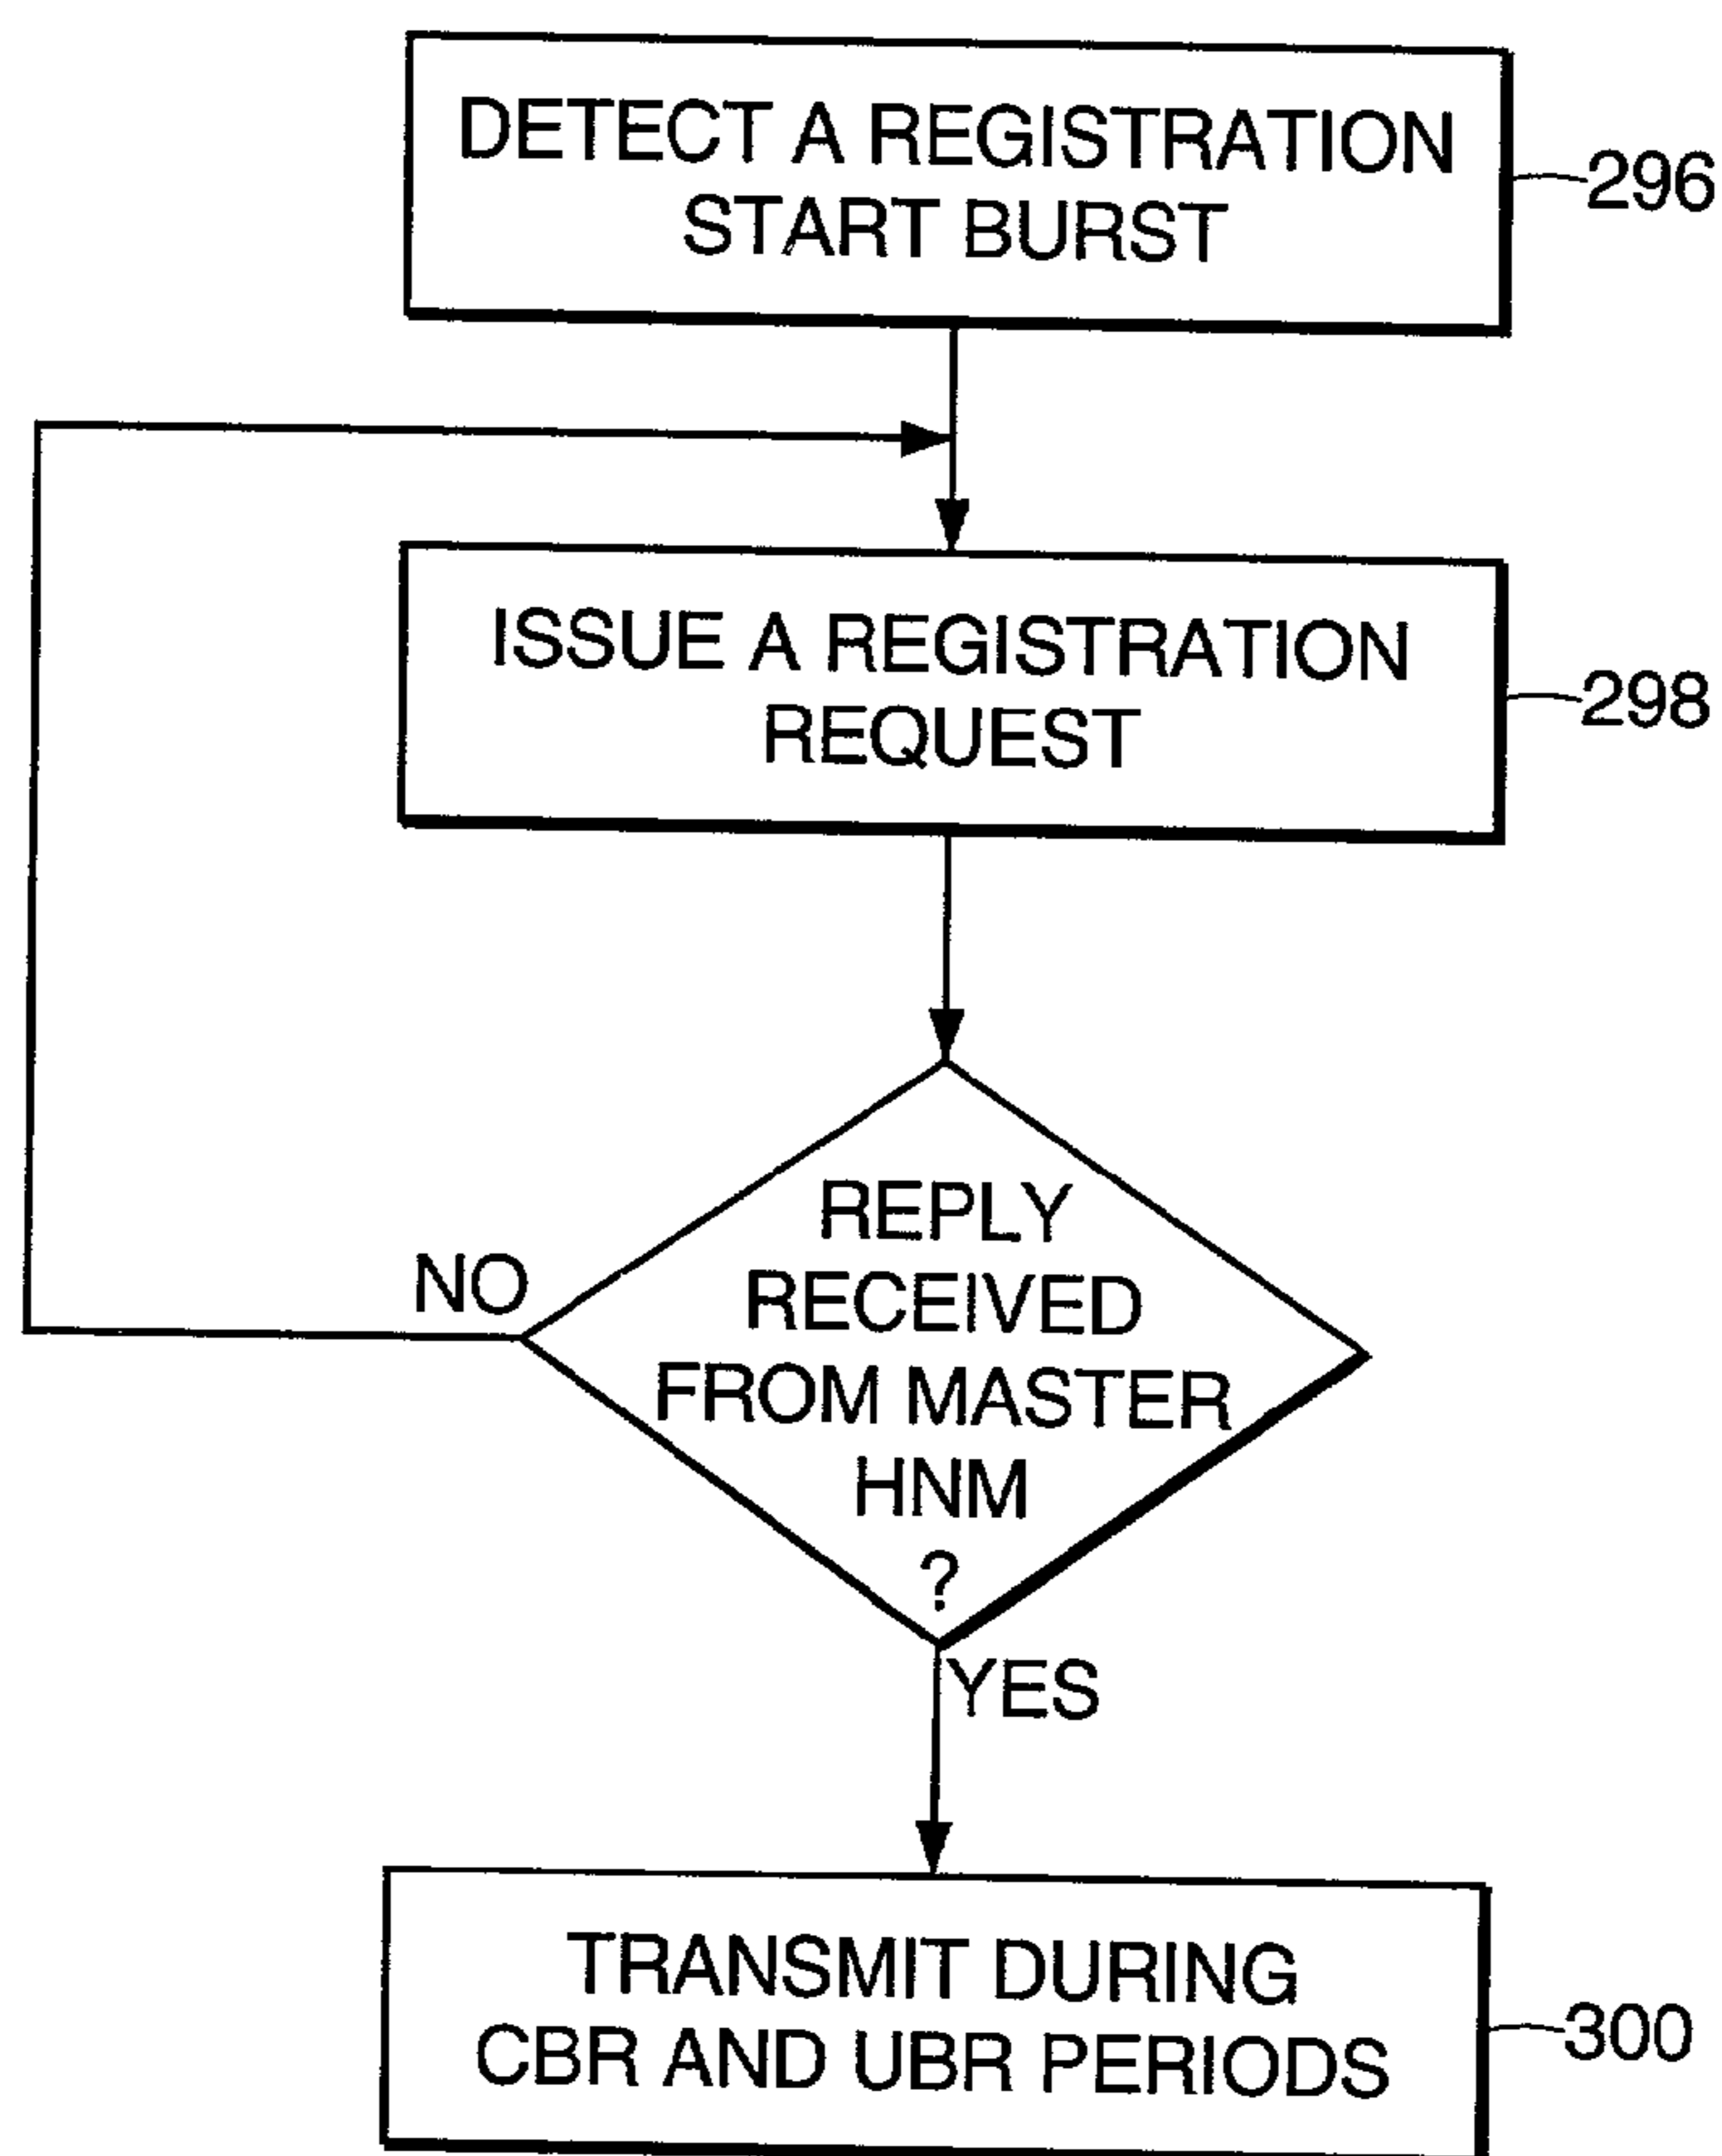 DETECT A REGISTRATION
START BURST
296
ISSUE A REGISTRATION
REQUEST
298
REPLY
RECEIVED
FROM MASTER
HNM
?
NO
YES
TRANSMIT DURING
CBR AND UBR PERIODS
300